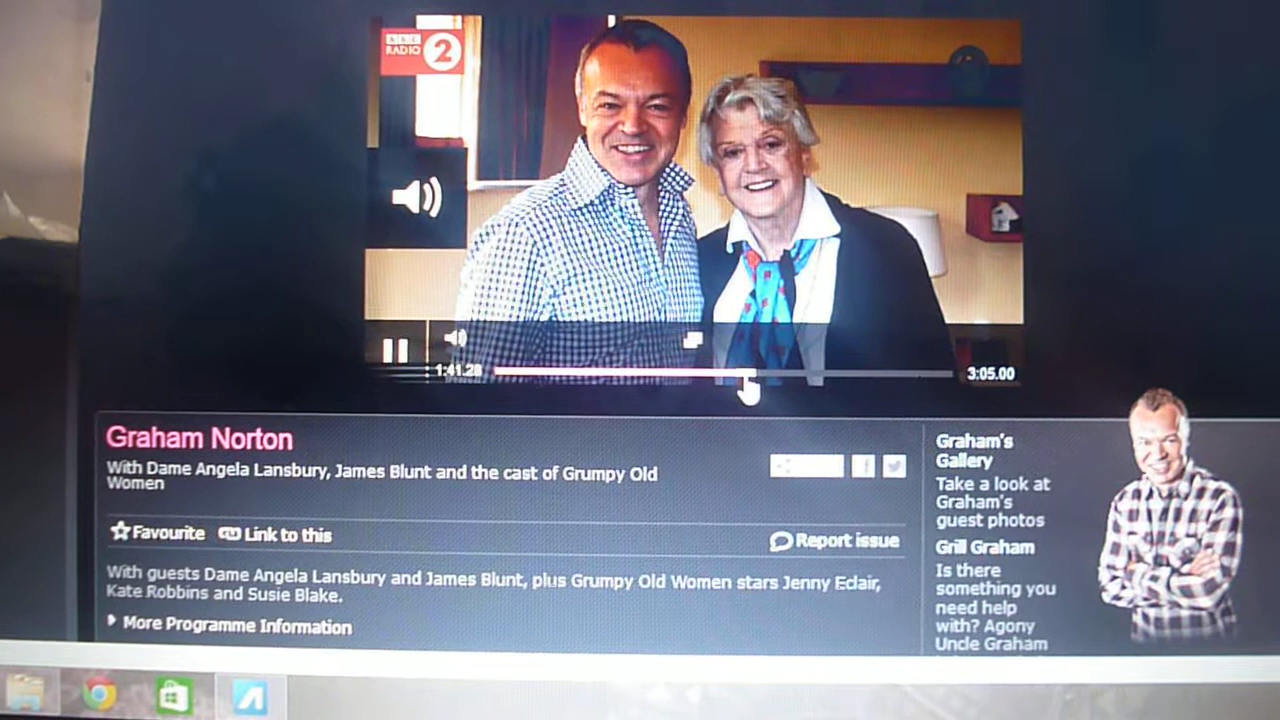 BBC
RADIO 2
1:41.28
3:05.00
Graham Norton
With Dame Angela Lansbury, James Blunt and the cast of Grumpy Old
Women
Favourite
Link to this
Report issue
With guests Dame Angela Lansbury and James Blunt, plus Grumpy Old Women stars Jenny Eclair,
Kate Robbins and Susie Blake.
More Programme Information
Graham's
Gallery
Take a look at
Graham's
guest photos
Grill Graham
Is there
something you
need help
with? Agony
Uncle Graham